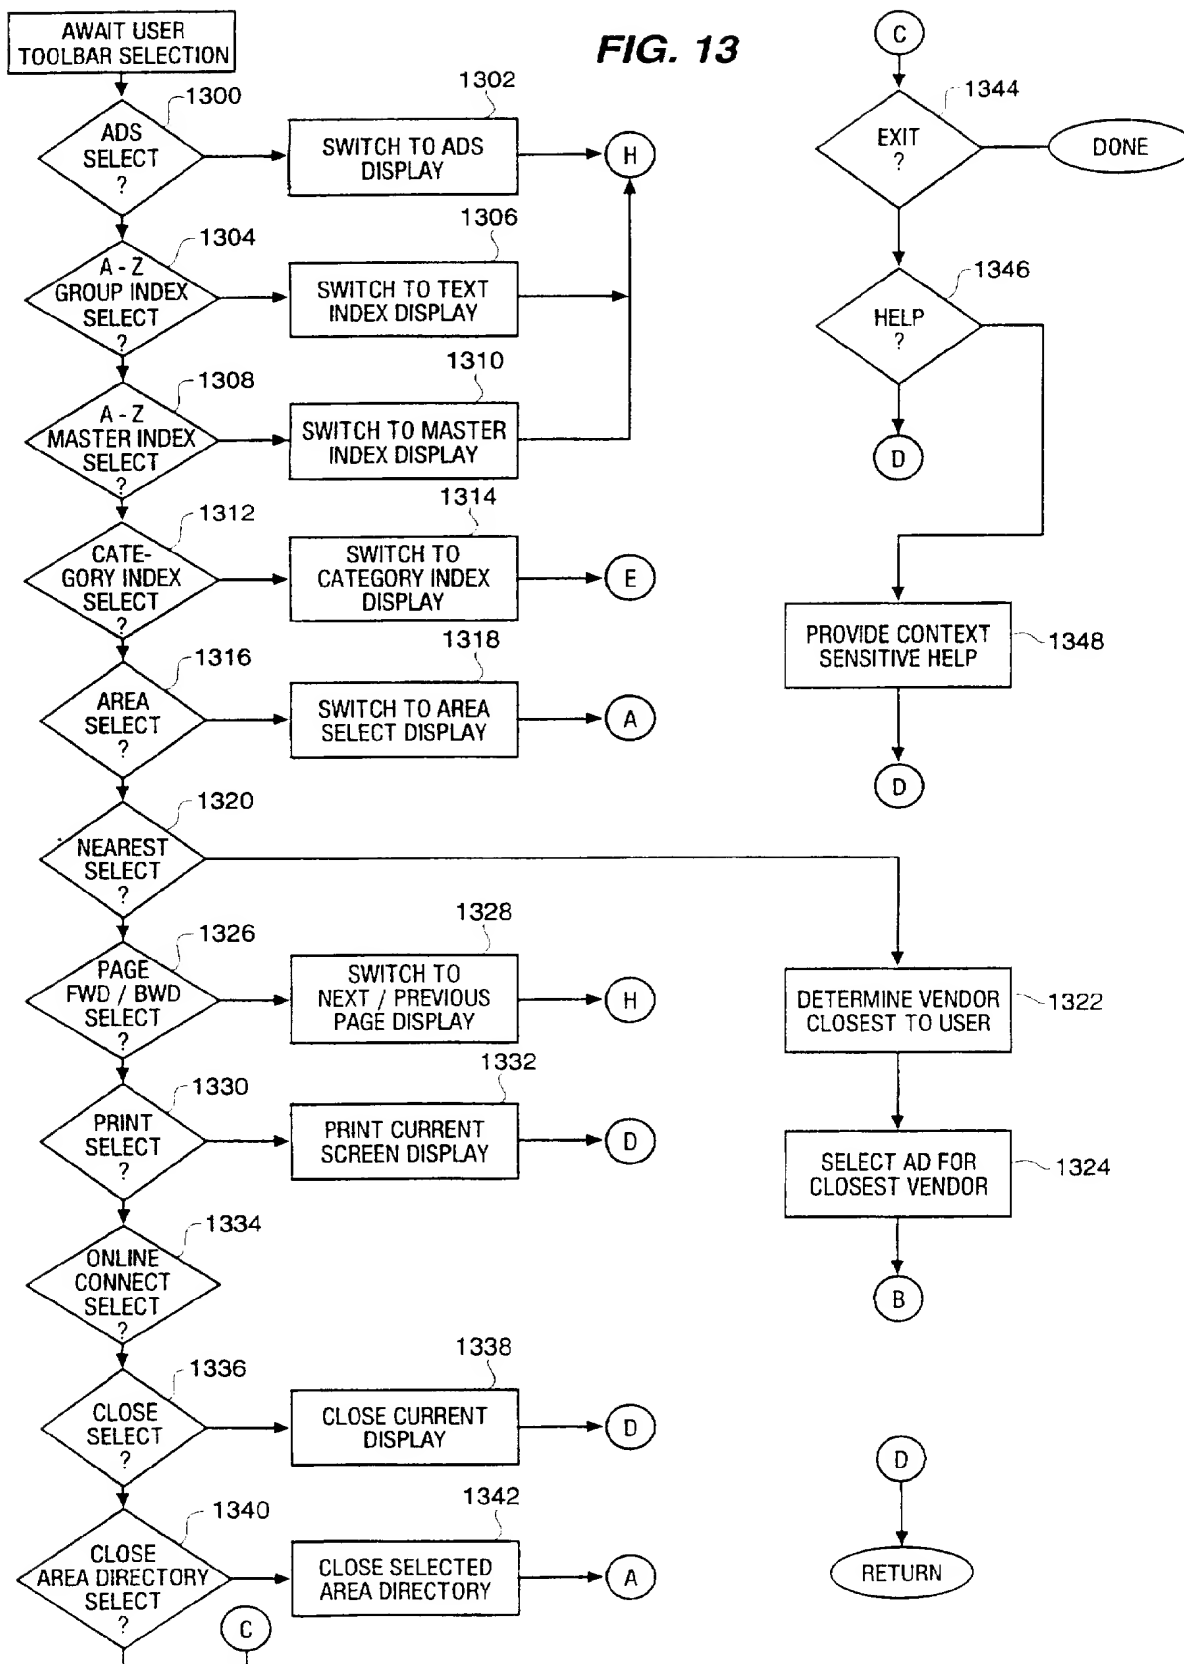 AWAIT USER
TOOLBAR SELECTION
FIG. 13
1300
ADS
SELECT
?
1302
SWITCH TO ADS
DISPLAY
H
1304
A - Z
GROUP INDEX
SELECT
?
1306
SWITCH TO TEXT
INDEX DISPLAY
1308
A - Z
MASTER INDEX
SELECT
?
1310
SWITCH TO MASTER
INDEX DISPLAY
1312
CATE-
GORY INDEX
SELECT
?
1314
SWITCH TO
CATEGORY INDEX
DISPLAY
E
1316
AREA
SELECT
?
1318
SWITCH TO AREA
SELECT DISPLAY
A
1320
NEAREST
SELECT
?
1326
PAGE
FWD / BWD
SELECT
?
1328
SWITCH TO
NEXT / PREVIOUS
PAGE DISPLAY
H
1330
PRINT
SELECT
?
1332
PRINT CURRENT
SCREEN DISPLAY
D
1334
ONLINE
CONNECT
SELECT
?
1336
CLOSE
SELECT
?
1338
CLOSE CURRENT
DISPLAY
D
1340
CLOSE
AREA DIRECTORY
SELECT
?
1342
CLOSE SELECTED
AREA DIRECTORY
A
C
C
1344
EXIT
?
DONE
1346
HELP
?
D
PROVIDE CONTEXT
SENSITIVE HELP
1348
D
DETERMINE VENDOR
CLOSEST TO USER
1322
SELECT AD FOR
CLOSEST VENDOR
1324
B
D
RETURN